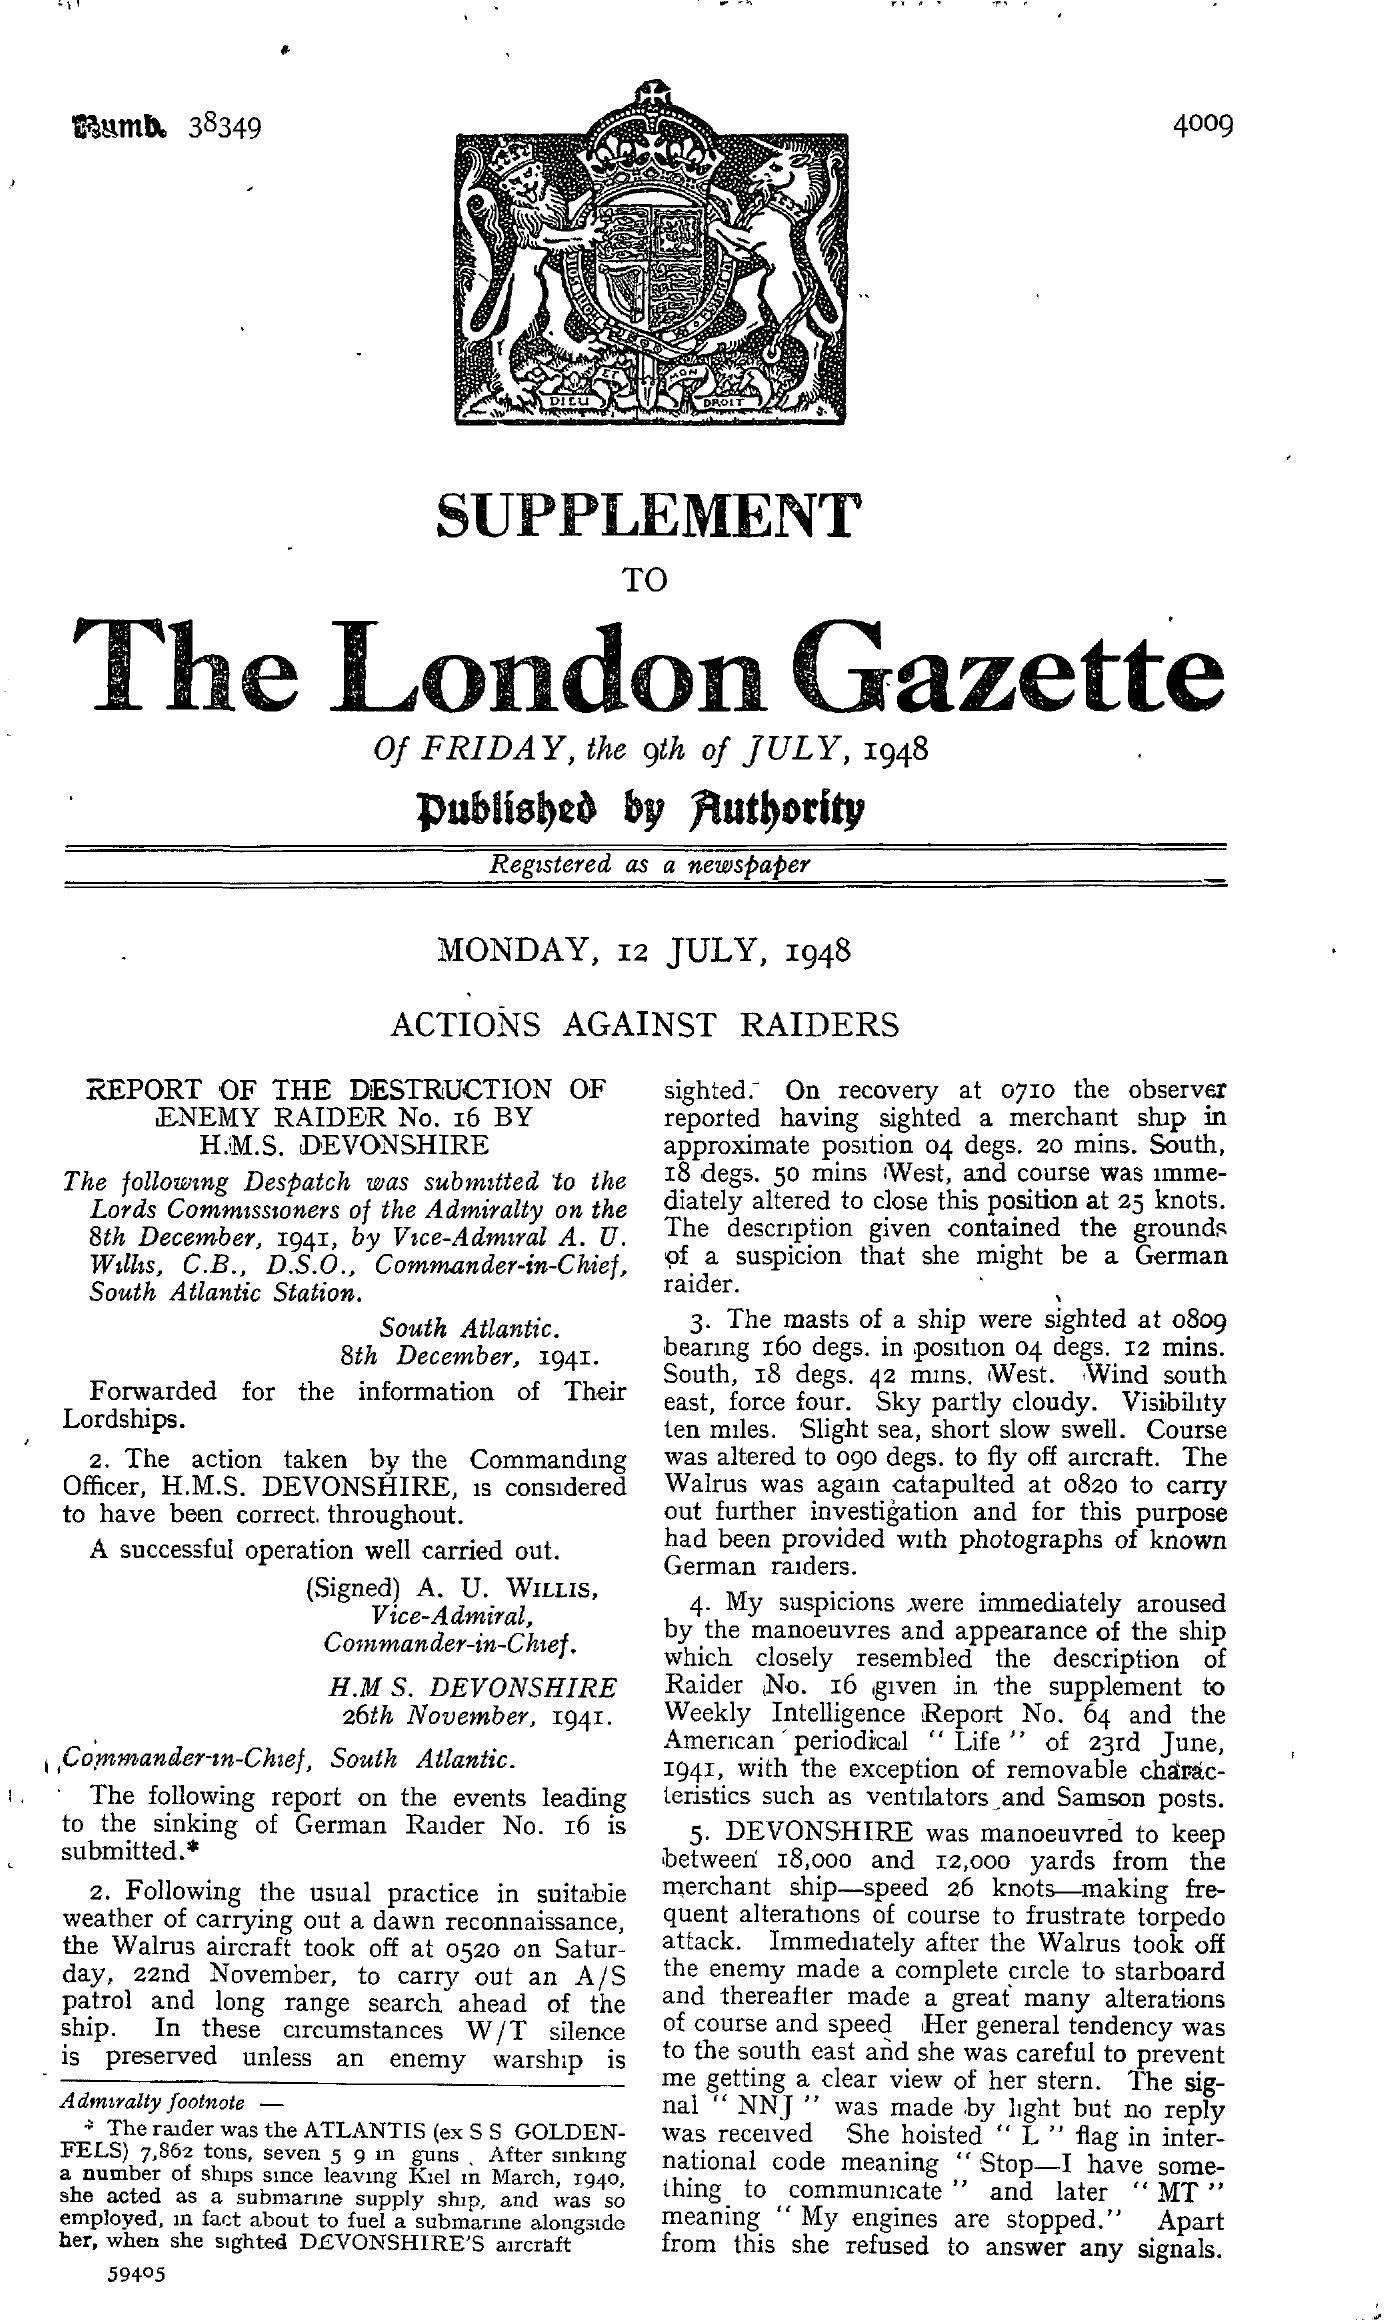 Numb. 38349
4009
DIEU ET MON DROIT
SUPPLEMENT
TO
The London Gazette
Of FRIDAY, the 9th of JULY, 1948
Published by Authority
Registered as a newspaper
MONDAY, 12 JULY, 1948
ACTIONS AGAINST RAIDERS
REPORT OF THE DESTRUCTION OF
ENEMY RAIDER No. 16 BY
H.M.S. DEVONSHIRE
The following Despatch was submitted to the
Lords Commissioners of the Admiralty on the
8th December, 1941, by Vice-Admiral A. U.
Willis, C.B., D.S.O., Commander-in-Chief,
South Atlantic Station.
South Atlantic.
8th December, 1941.
Forwarded for the information of Their
Lordships.
2. The action taken by the Commanding
Officer, H.M.S. DEVONSHIRE, is considered
to have been correct throughout.
A successful operation well carried out.
(Signed) A. U. WILLIS,
Vice-Admiral,
Commander-in-Chief.
H.M S. DEVONSHIRE
26th November, 1941.
Commander-in-Chief, South Atlantic.
The following report on the events leading
to the sinking of German Raider No. 16 is
submitted.*
2. Following the usual practice in suitable
weather of carrying out a dawn reconnaissance,
the Walrus aircraft took off at 0520 on Satur-
day, 22nd November, to carry out an A/S
patrol and long range search ahead of the
ship. In these circumstances W/T silence
is preserved unless an enemy warship is
Admiralty footnote —
* The raider was the ATLANTIS (ex S S GOLDEN-
FELS) 7,862 tons, seven 5 9 in guns. After sinking
a number of ships since leaving Kiel in March, 1940,
she acted as a submarine supply ship, and was so
employed, in fact about to fuel a submarine alongside
her, when she sighted DEVONSHIRE'S aircraft
59405
sighted. On recovery at 0710 the observer
reported having sighted a merchant ship in
approximate position 04 degs. 20 mins. South,
18 degs. 50 mins West, and course was imme-
diately altered to close this position at 25 knots.
The description given contained the grounds
of a suspicion that she might be a German
raider.
3. The masts of a ship were sighted at 0809
bearing 160 degs. in position 04 degs. 12 mins.
South, 18 degs. 42 mins. West. Wind south
east, force four. Sky partly cloudy. Visibility
ten miles. Slight sea, short slow swell. Course
was altered to 090 degs. to fly off aircraft. The
Walrus was again catapulted at 0820 to carry
out further investigation and for this purpose
had been provided with photographs of known
German raiders.
4. My suspicions were immediately aroused
by the manoeuvres and appearance of the ship
which closely resembled the description of
Raider No. 16 given in the supplement to
Weekly Intelligence Report No. 64 and the
American periodical "Life" of 23rd June,
1941, with the exception of removable charac-
teristics such as ventilators and Samson posts.
5. DEVONSHIRE was manoeuvred to keep
between 18,000 and 12,000 yards from the
merchant ship—speed 26 knots—making fre-
quent alterations of course to frustrate torpedo
attack. Immediately after the Walrus took off
the enemy made a complete circle to starboard
and thereafter made a great many alterations
of course and speed Her general tendency was
to the south east and she was careful to prevent
me getting a clear view of her stern. The sig-
nal "NNJ" was made by light but no reply
was received She hoisted "L" flag in inter-
national code meaning "Stop—I have some-
thing to communicate" and later "MT"
meaning "My engines are stopped." Apart
from this she refused to answer any signals.